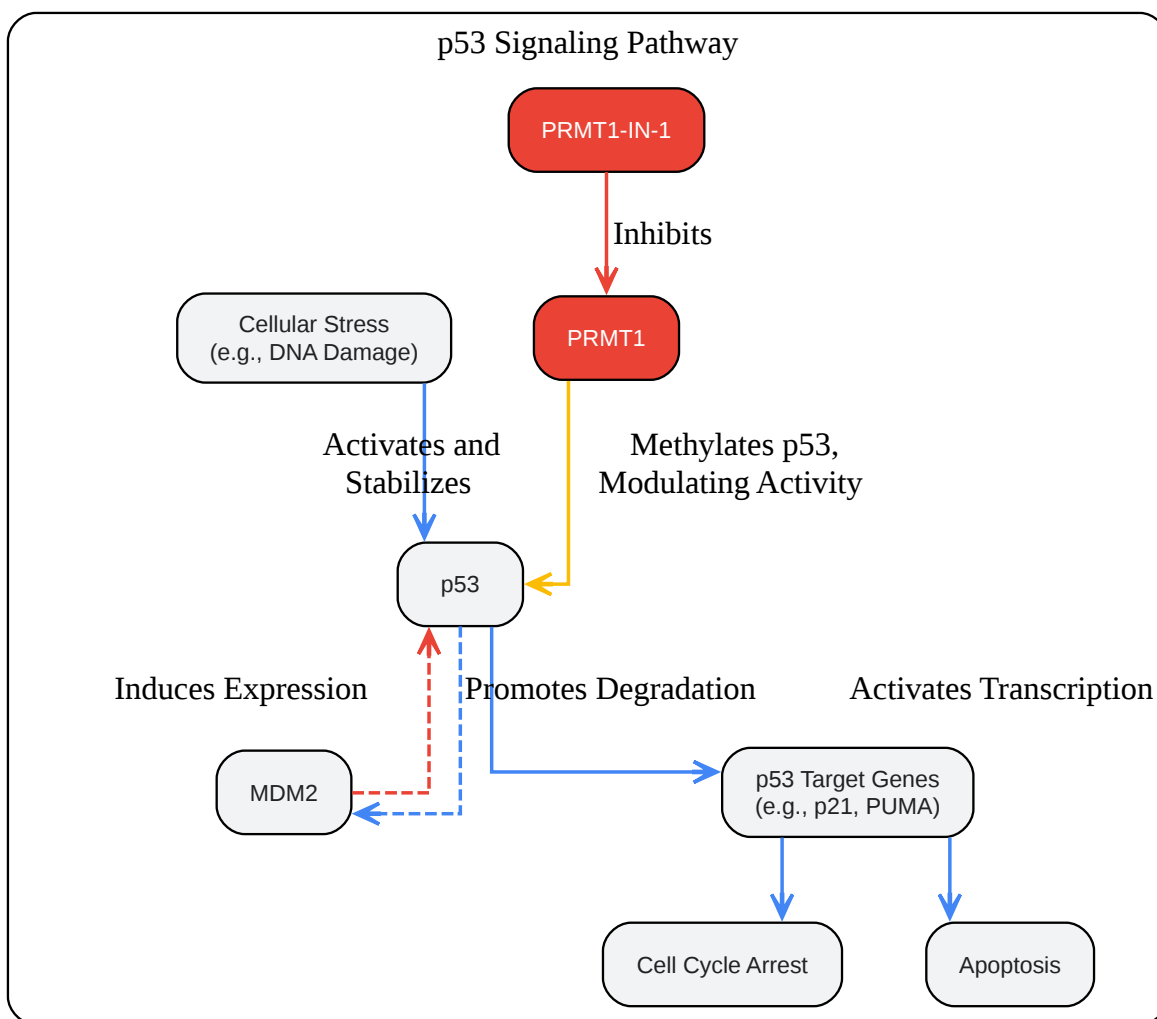 p53 Signaling Pathway
PRMT1-IN-1
Inhibits
Cellular Stress
(e.g., DNA Damage)
PRMT1
Activates and
Stabilizes
Methylates p53,
Modulating Activity
p53
Induces Expression
Promotes Degradation
Activates Transcription
MDM2
p53 Target Genes
(e.g., p21, PUMA)
Cell Cycle Arrest
Apoptosis